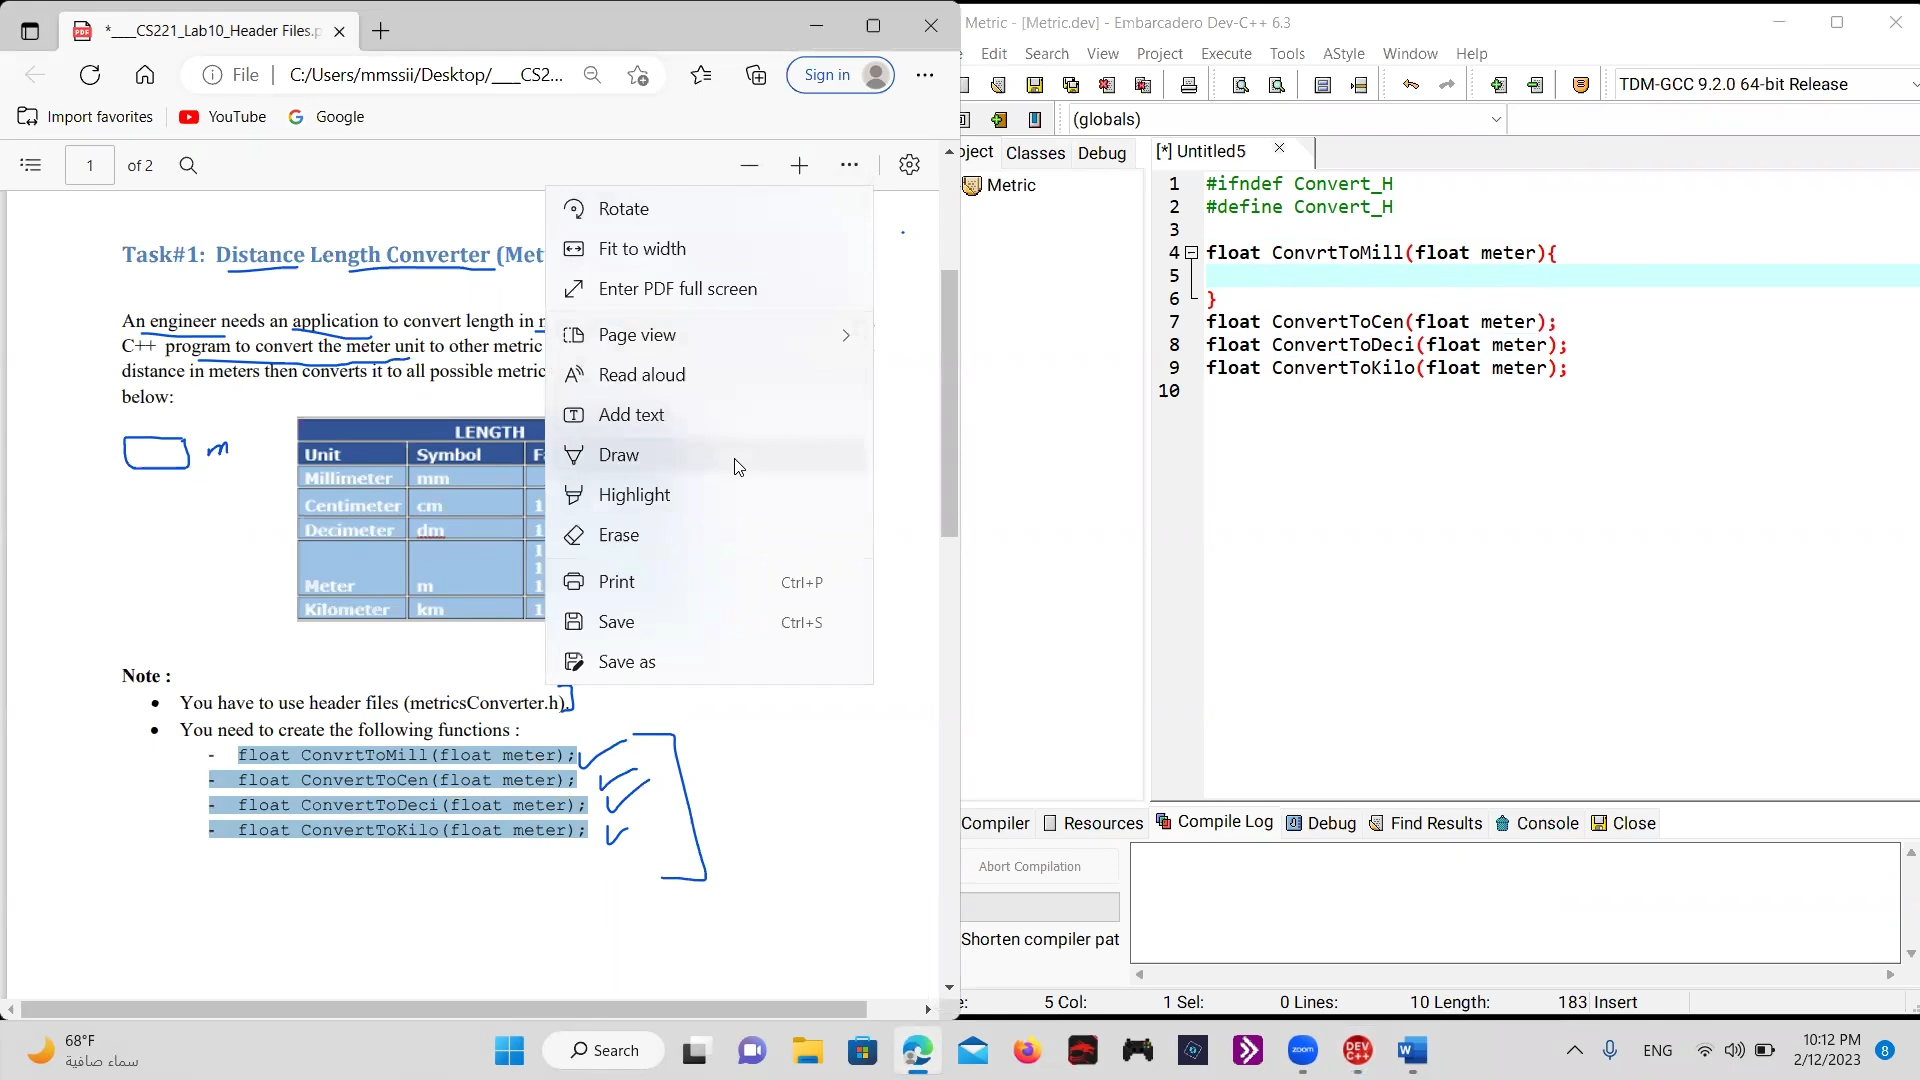 *____CS221_Lab10_Header Files.p
File
C:/Users/mmssii/Desktop/____CS2...
Sign in
Import favorites
YouTube
Google
1
of 2
Task#1: Distance Length Converter (Met
An engineer needs an application to convert length in
C++ program to convert the meter unit to other metric
distance in meters then converts it to all possible metric
below:
m
LENGTH
Unit Symbol
Millimeter mm
Centimeter cm
Decimeter dm
Meter m
Kilometer km
Note :
• You have to use header files (metricsConverter.h).
• You need to create the following functions :
- float ConvrtToMill(float meter);
- float ConvertToCen(float meter);
- float ConvertToDeci(float meter);
- float ConvertToKilo(float meter);
Rotate
Fit to width
Enter PDF full screen
Page view
Read aloud
Add text
Draw
Highlight
Erase
Print Ctrl+P
Save Ctrl+S
Save as
Metric - [Metric.dev] - Embarcadero Dev-C++ 6.3
Edit Search View Project Execute Tools AStyle Window Help
TDM-GCC 9.2.0 64-bit Release
(globals)
oject Classes Debug
Metric
[*] Untitled5
1 #ifndef Convert_H
2 #define Convert_H
3
4 float ConvrtToMill(float meter){
5
6 }
7 float ConvertToCen(float meter);
8 float ConvertToDeci(float meter);
9 float ConvertToKilo(float meter);
10
Compiler Resources Compile Log Debug Find Results Console Close
Abort Compilation
Shorten compiler pat
e: 5 Col: 1 Sel: 0 Lines: 10 Length: 183 Insert
68°F
سماء صافية
Search
zoom
DEV C++
W
ENG
10:12 PM
2/12/2023
8